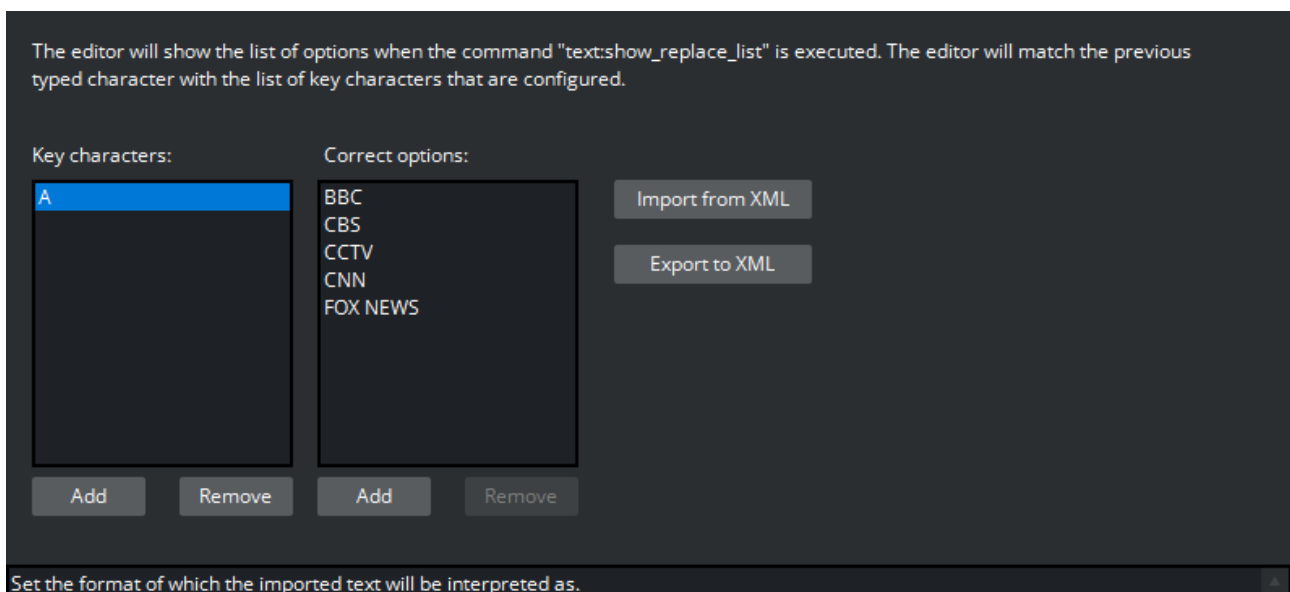 The editor will show the list of options when the command "text:show_replace_list" is executed. The editor will match the previous
typed character with the list of key characters that are configured.
Key characters:
Correct options:
A
BBC
CBS
CCTV
CNN
FOX NEWS
Import from XML
Export to XML
Add
Remove
Add
Remove
Set the format of which the imported text will be interpreted as.